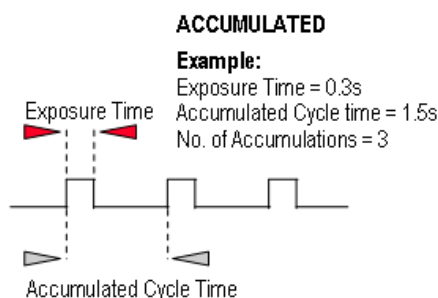 ACCUMULATED
Example:
Exposure Time = 0.3s
Accumulated Cycle time = 1.5s
No. of Accumulations = 3
Exposure Time
Accumulated Cycle Time